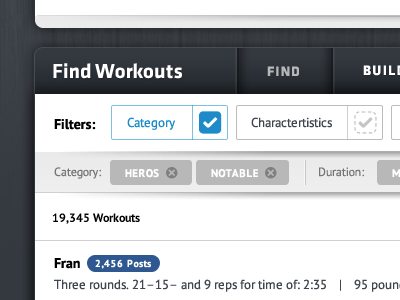 Find Workouts FIND BUIL
Filters: Category Charactertistics
Category: HEROS NOTABLE Duration: M
19,345 Workouts
Fran 2,456 Posts
Three rounds. 21–15– and 9 reps for time of: 2:35 | 95 poun